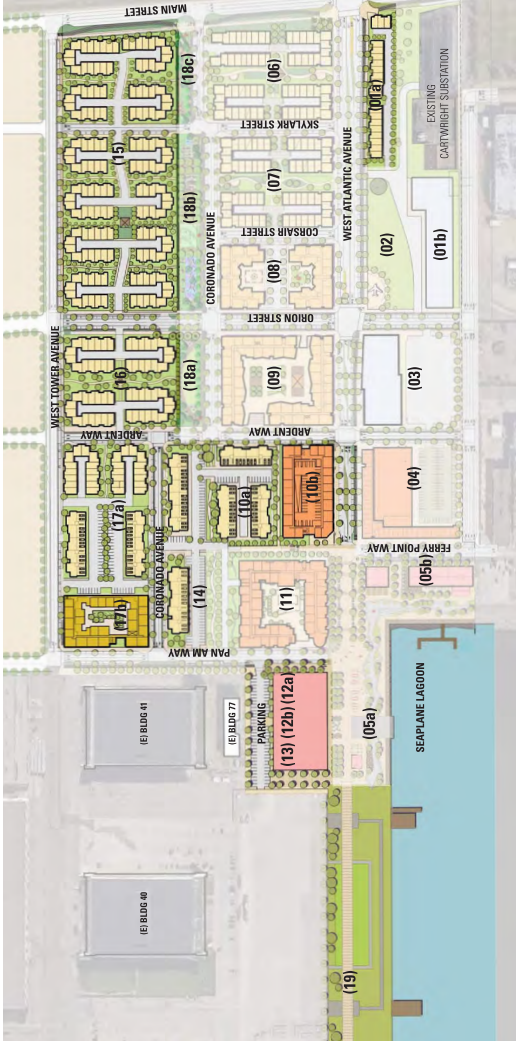 MAIN STREET
(18c)
(06)
(01a)
EXISTING
CARTWRIGHT SUBSTATION
SKYLARK STREET
WEST ATLANTIC AVENUE
(15)
(07)
(18b)
CORONADO AVENUE
CORSAIR STREET
(02)
(01b)
(08)
ORION STREET
WEST TOWER AVENUE
(16)
(18a)
(09)
(03)
ARDENT WAY
ARDENT WAY
(17a)
(10a)
(10b)
(04)
CORONADO AVENUE
FERRY POINT WAY
(05b)
(17b)
(14)
(11)
PAN AM WAY
(E) BLDG 41
(E) BLDG 77
PARKING
(13) (12b) (12a)
(05a)
SEAPLANE LAGOON
(E) BLDG 40
(19)